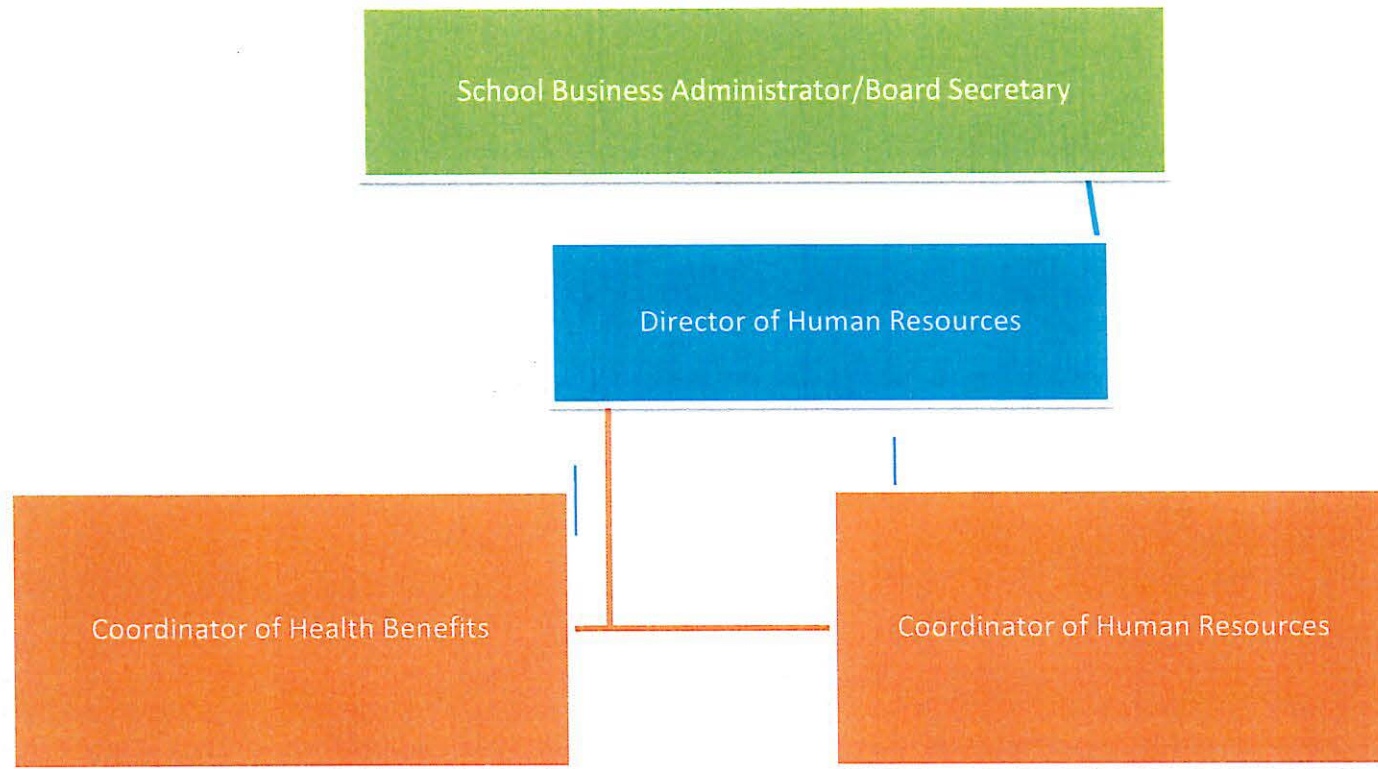 School Business Administrator/Board Secretary
Director of Human Resources
Coordinator of Health Benefits
Coordinator of Human Resources